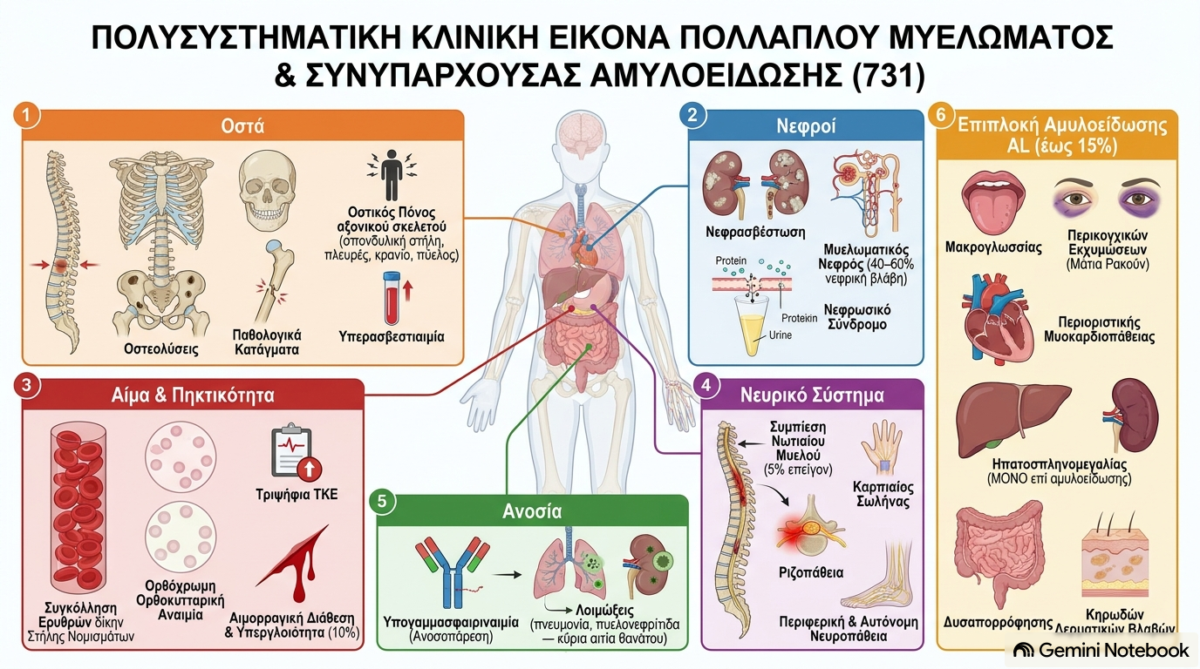 ΠΟΛΥΣΥΣΤΗΜΑΤΙΚΗ ΚΛΙΝΙΚΗ ΕΙΚΟΝΑ ΠΟΛΛΑΠΛΟΥ ΜΥΕΛΩΜΑΤΟΣ
& ΣΥΝΥΠΑΡΧΟΥΣΑΣ ΑΜΥΛΟΕΙΔΩΣΗΣ (731)
1
Οστά
Οστικός Πόνος
αξονικού σκελετού
(σπονδυλική στήλη,
πλευρές, κρανίο, πύελος)
Οστεολύσεις
Παθολογικά
Κατάγματα
Υπερασβεστιαιμία
2
Νεφροί
Νεφρασβέστωση
Μυελωματικός
Νεφρός (40–60%
νεφρική βλάβη)
Protein
Protekin
Urine
Νεφρωσικό
Σύνδρομο
3
Αίμα & Πηκτικότητα
Συγκόλληση
Ερυθρών δίκην
Στήλης Νομισμάτων
Ορθόχρωμη
Ορθοκυτταρική
Αναιμία
Τριψήφια ΤΚΕ
Αιμορραγική Διάθεση
& Υπεργλοιότητα (10%)
4
Νευρικό Σύστημα
Συμπίεση
Νωτιαίου
Μυελού
(5% επείγον)
Καρπιαίος
Σωλήνας
Ριζοπάθεια
Περιφερική & Αυτόνομη
Νευροπάθεια
5
Ανοσία
Υπογαμμασφαιριναιμία
(Ανοσοπάρεση)
Λοιμώξεις
(πνευμονία, πυελονεφρίτιδα
— κύρια αιτία θανάτου)
6
Επιπλοκή Αμυλοείδωσης
AL (έως 15%)
Μακρογλωσσίας
Περικογχικών
Εκχυμώσεων
(Μάτια Ρακούν)
Περιοριστικής
Μυοκαρδιοπάθειας
Ηπατοσπληνομεγαλίας
(ΜΟΝΟ επί αμυλοείδωσης)
Δυσαπορρόφησης
Κηρωδών
Δερματικών Βλαβών
Gemini Notebook